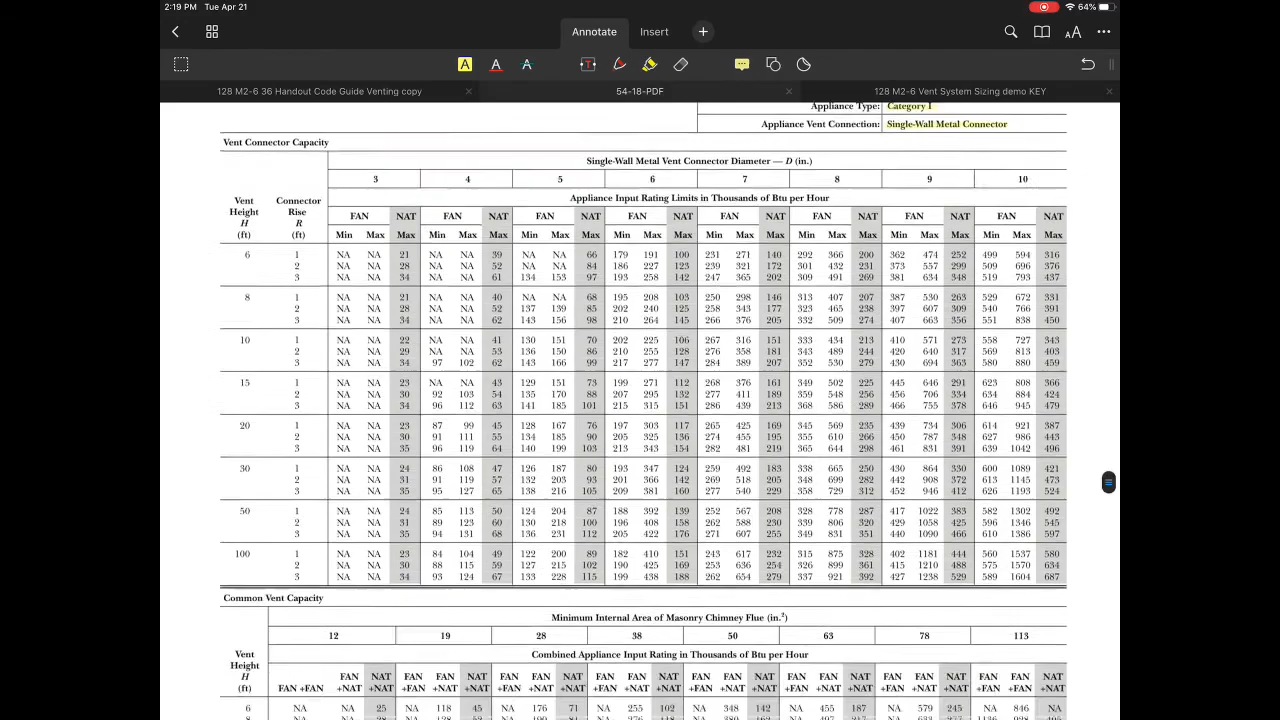 2:19 PM Tue Apr 21
64%
Annotate Insert
128 M2-6 36 Handout Code Guide Venting copy
54-18-PDF
128 M2-6 Vent System Sizing demo KEY
Appliance Type: Category I
Appliance Vent Connection: Single-Wall Metal Connector
Vent Connector Capacity
Single-Wall Metal Vent Connector Diameter — D (in.)
3 4 5 6 7 8 9 10
Vent Height H (ft) Connector Rise R (ft)
Appliance Input Rating Limits in Thousands of Btu per Hour
FAN NAT FAN NAT FAN NAT FAN NAT FAN NAT FAN NAT FAN NAT FAN NAT
Min Max Max Min Max Max Min Max Max Min Max Max Min Max Max Min Max Max Min Max Max Min Max Max
6 1 NA NA 21 NA NA 39 NA NA 66 179 191 100 231 271 140 292 366 200 362 474 252 499 594 316
2 NA NA 28 NA NA 52 NA NA 84 186 227 123 239 321 172 301 432 231 373 557 299 509 696 376
3 NA NA 34 NA NA 61 134 153 97 193 258 142 247 365 202 309 491 269 381 634 348 519 793 437
8 1 NA NA 21 NA NA 40 NA NA 68 195 208 103 250 298 146 313 407 207 387 530 263 529 672 331
2 NA NA 28 NA NA 52 137 139 85 202 240 125 258 343 177 323 465 238 397 607 309 540 766 391
3 NA NA 34 NA NA 62 143 156 98 210 264 145 266 376 205 332 509 274 407 663 356 551 838 450
10 1 NA NA 22 NA NA 41 130 151 70 202 225 106 267 316 151 333 434 213 410 571 273 558 727 343
2 NA NA 29 NA NA 53 136 150 86 210 255 128 276 358 181 343 489 244 420 640 317 569 813 403
3 NA NA 34 97 102 62 143 166 99 217 277 147 284 389 207 352 530 279 430 694 363 580 880 459
15 1 NA NA 23 NA NA 43 129 151 73 199 271 112 268 376 161 349 502 225 445 646 291 623 808 366
2 NA NA 30 92 103 54 135 170 88 207 295 132 277 411 189 359 548 256 456 706 334 634 884 424
3 NA NA 34 96 112 63 141 185 101 215 315 151 286 439 213 368 586 289 466 755 378 646 945 479
20 1 NA NA 23 87 99 45 128 167 76 197 303 117 265 425 169 345 569 235 439 734 306 614 921 387
2 NA NA 30 91 111 55 134 185 90 205 325 136 274 455 195 355 610 266 450 787 348 627 986 443
3 NA NA 35 96 119 64 140 199 103 213 343 154 282 481 219 365 644 298 461 831 391 639 1042 496
30 1 NA NA 24 86 108 47 126 187 80 193 347 124 259 492 183 338 665 250 430 864 330 600 1089 421
2 NA NA 31 91 119 57 132 203 93 201 366 142 269 518 205 348 699 282 442 908 372 613 1145 473
3 NA NA 35 95 127 65 138 216 105 209 381 160 277 540 229 358 729 312 452 946 412 626 1193 524
50 1 NA NA 24 85 113 50 124 204 87 188 392 139 252 567 208 328 778 287 417 1022 383 582 1302 492
2 NA NA 31 89 123 60 130 218 100 196 408 158 262 588 230 339 806 320 429 1058 425 596 1346 545
3 NA NA 35 94 131 68 136 231 112 205 422 176 271 607 255 349 831 351 440 1090 466 610 1386 597
100 1 NA NA 23 84 104 49 122 200 89 182 410 151 243 617 232 315 875 328 402 1181 444 560 1537 580
2 NA NA 30 88 115 59 127 215 102 190 425 169 253 636 254 326 899 361 415 1210 488 575 1570 634
3 NA NA 34 93 124 67 133 228 115 199 438 188 262 654 279 337 921 392 427 1238 529 589 1604 687
Common Vent Capacity
Minimum Internal Area of Masonry Chimney Flue (in.²)
12 19 28 38 50 63 78 113
Vent Height H (ft)
Combined Appliance Input Rating in Thousands of Btu per Hour
FAN +FAN FAN +NAT NAT +NAT FAN +FAN FAN +NAT NAT +NAT FAN +FAN FAN +NAT NAT +NAT FAN +FAN FAN +NAT NAT +NAT FAN +FAN FAN +NAT NAT +NAT FAN +FAN FAN +NAT NAT +NAT FAN +FAN FAN +NAT NAT +NAT FAN +FAN FAN +NAT NAT +NAT
6 NA NA 25 NA 118 45 NA 176 71 NA 255 102 NA 348 142 NA 455 187 NA 579 245 NA 846 NA